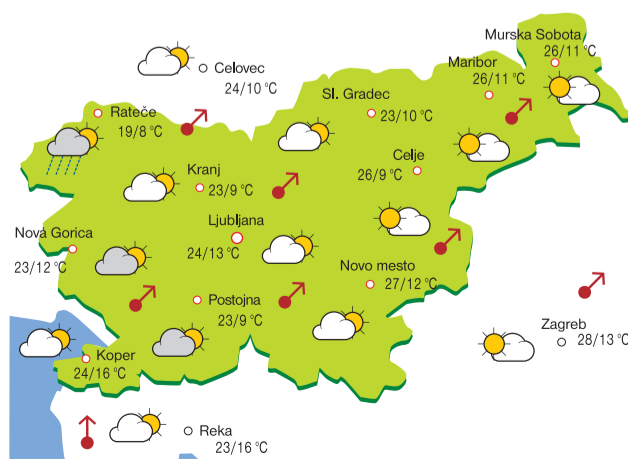 Murska Sobota
26/11 °C
Celovec
24/10 °C
Maribor
26/11 °C
Sl. Gradec
23/10 °C
Rateče
19/8 °C
Celje
26/9 °C
Kranj
23/9 °C
Ljubljana
24/13 °C
Nova Gorica
23/12 °C
Novo mesto
27/12 °C
Postojna
23/9 °C
Zagreb
28/13 °C
Koper
24/16 °C
Reka
23/16 °C